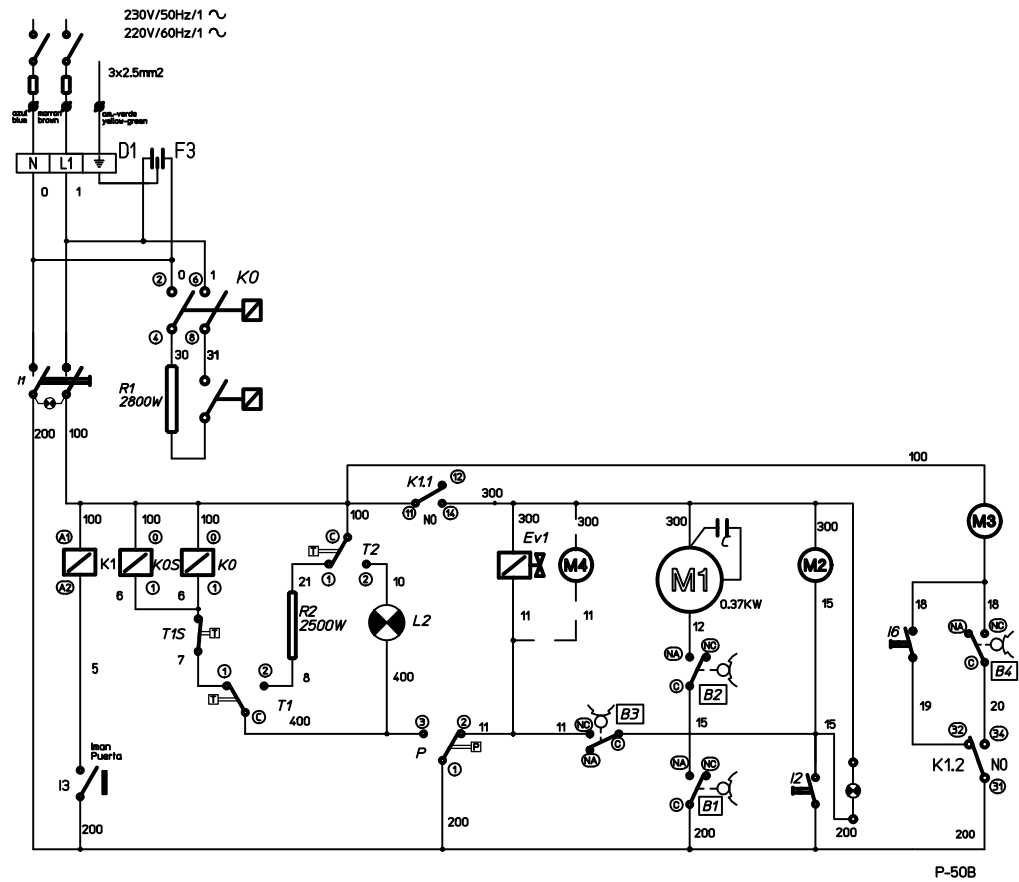 230V/50Hz/1
220V/60Hz/1
3x2.5mm2
azul marron am.-verde
blue brown yellow-green
N L1 D1 F3
0 1
2 0 6 1 K0
4 8
30 31
I1
R1
2800W
200 100
100
K1.1 12
300
11 N0 14
100 100 100 100 300 300 300 300
A1 0 0 C T2 Ev1 C M3
K1 K0S K0 T M4 M1 M2
A2 1 1 1 2
6 6 21 10 0.37KW
R2
2500W
L2
11 11 12 15 18 18
T1S T
7
NA NC I6 NA NC
C B2 C B4
5 1 2 8 400
T T1
C
400
19 20
3 2 11 11 NC B3 15 15 32 34
P P C
1 NA
Iman
Puerta
I3
NA NC
K1.2 N0
C B1 I2 31
200 200 200 200 200
P-50B